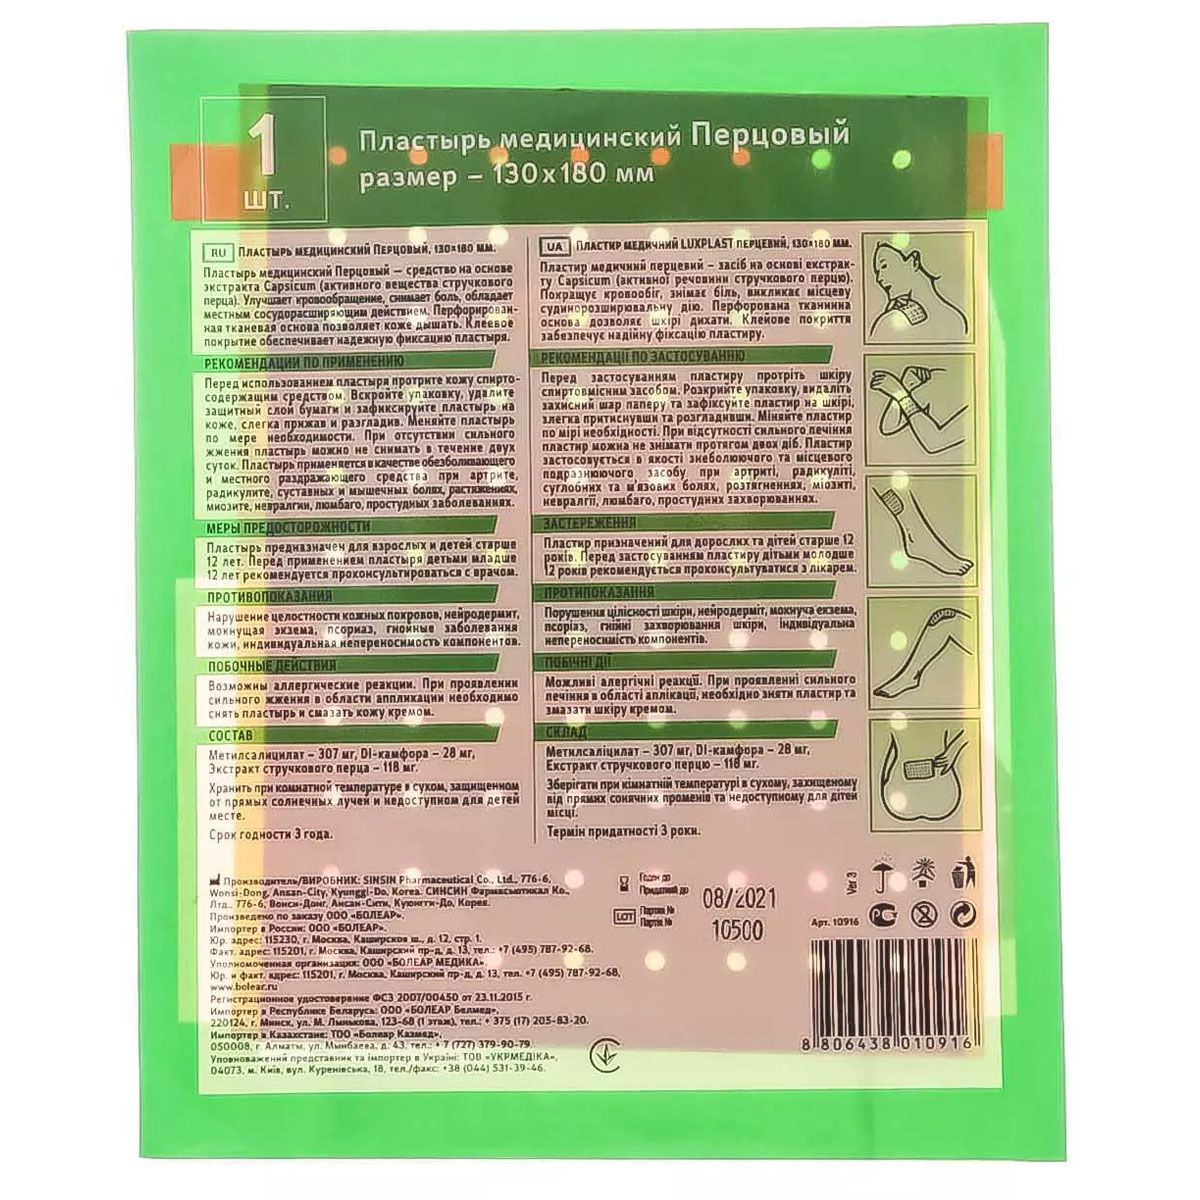 1
ШТ.
Пластырь медицинский Перцовый
размер – 130x180 мм
RU Пластырь медицинский Перцовый, 130×180 мм.
Пластырь медицинский Перцовый – средство на основе
экстракта Capsicum (активного вещества стручкового
перца). Улучшает кровообращение, снимает боль, обладает
местным сосудорасширяющим действием. Перфорирован-
ная тканевая основа позволяет коже дышать. Клеевое
покрытие обеспечивает надежную фиксацию пластыря.
РЕКОМЕНДАЦИИ ПО ПРИМЕНЕНИЮ
Перед использованием пластыря протрите кожу спирто-
содержащим средством. Вскройте упаковку, удалите
защитный слой бумаги и зафиксируйте пластырь на
коже, слегка прижав и разгладив. Меняйте пластырь
по мере необходимости. При отсутствии сильного
жжения пластырь можно не снимать в течение двух
суток. Пластырь применяется в качестве обезболивающего
и местного раздражающего средства при артрите,
радикулите, суставных и мышечных болях, растяжениях,
миозите, невралгии, люмбаго, простудных заболеваниях.
МЕРЫ ПРЕДОСТОРОЖНОСТИ
Пластырь предназначен для взрослых и детей старше
12 лет. Перед применением пластыря детьми младше
12 лет рекомендуется проконсультироваться с врачом.
ПРОТИВОПОКАЗАНИЯ
Нарушение целостности кожных покровов, нейродермит,
мокнущая экзема, псориаз, гнойные заболевания
кожи, индивидуальная непереносимость компонентов.
ПОБОЧНЫЕ ДЕЙСТВИЯ
Возможны аллергические реакции. При проявлении
сильного жжения в области аппликации необходимо
снять пластырь и смазать кожу кремом.
СОСТАВ
Метилсалицилат – 307 мг, Dl-камфора – 28 мг,
Экстракт стручкового перца – 118 мг.
Хранить при комнатной температуре в сухом, защищенном
от прямых солнечных лучей и недоступном для детей
месте.
Срок годности 3 года.
UA Пластир медичний LUXPLAST перцевий, 130×180 мм.
Пластир медичний перцевий – засіб на основі екстрак-
ту Capsicum (активної речовини стручкового перцю).
Покращує кровообіг, знімає біль, викликає місцеву
судинорозширювальну дію. Перфорована тканинна
основа дозволяє шкірі дихати. Клейове покриття
забезпечує надійну фіксацію пластиру.
РЕКОМЕНДАЦІЇ ПО ЗАСТОСУВАННЮ
Перед застосуванням пластиру протріть шкіру
спиртовмісним засобом. Розкрийте упаковку, видаліть
захисний шар паперу та зафіксуйте пластир на шкірі,
злегка притиснувши та розгладивши. Міняйте пластир
по мірі необхідності. При відсутності сильного печіння
пластир можна не знімати протягом двох діб. Пластир
застосовується в якості знеболюючого та місцевого
подразнюючого засобу при артриті, радикуліті,
суглобних та м'язових болях, розтягненнях, міозиті,
невралгії, люмбаго, простудних захворюваннях.
ЗАСТЕРЕЖЕННЯ
Пластир призначений для дорослих та дітей старше 12
років. Перед застосуванням пластиру дітьми молодше
12 років рекомендується проконсультуватися з лікарем.
ПРОТИПОКАЗАННЯ
Порушення цілісності шкіри, нейродерміт, мокнуча екзема,
псоріаз, гнійні захворювання шкіри, індивідуальна
непереносимість компонентів.
ПОБІЧНІ ДІЇ
Можливі алергічні реакції. При проявленні сильного
печіння в області аплікації, необхідно зняти пластир та
змазати шкіру кремом.
СКЛАД
Метилсаліцилат – 307 мг, Dl-камфора – 28 мг,
Екстракт стручкового перцю – 118 мг.
Зберігати при кімнатній температурі в сухому, захищеному
від прямих сонячних променів та недоступному для дітей
місці.
Термін придатності 3 роки.
Производитель/ВИРОБНИК: SINSIN Pharmaceutical Co., Ltd., 776-6,
Wonsi-Dong, Ansan-City, Kyunggi-Do, Korea. СИНСИН Фармасьютикал Ко.,
Лтд., 776-6, Вонси-Донг, Ансан-Сити, Куюнгги-До, Корея.
Произведено по заказу ООО «БОЛЕАР».
Импортер в России: ООО «БОЛЕАР».
Юр. адрес: 115230, г. Москва, Каширское ш., д. 12, стр. 1.
Факт. адрес: 115201, г. Москва, Каширский пр-д, д. 13, тел.: +7 (495) 787-92-68.
Уполномоченная организация: ООО «БОЛЕАР МЕДИКА».
Юр. и факт. адрес: 115201, г. Москва, Каширский пр-д, д. 13, тел. +7 (495) 787-92-68,
www.bolear.ru
Регистрационное удостоверение ФСЗ 2007/00450 от 23.11.2015 г.
Импортер в Республике Беларусь: ООО «БОЛЕАР Белмед».
220124, г. Минск, ул. М. Лынькова, 123-68 (1 этаж), тел. + 375 (17) 205-83-20.
Импортер в Казахстане: ТОО «Болеар Казмед».
050008, г. Алматы, ул. Мынбаева, д. 43, тел.: + 7 (727) 379-90-79.
Уповноважений представник та імпортер в Україні: ТОВ «УКРМЕДІКА»,
04073, м. Київ, вул. Куренівська, 18, тел./факс: +38 (044) 531-39-46.
Годен до
Придатний до
08/2021
LOT Партия №
Партія №
10500
Ver 3
РС
Арт. 10916
8 806438 010916